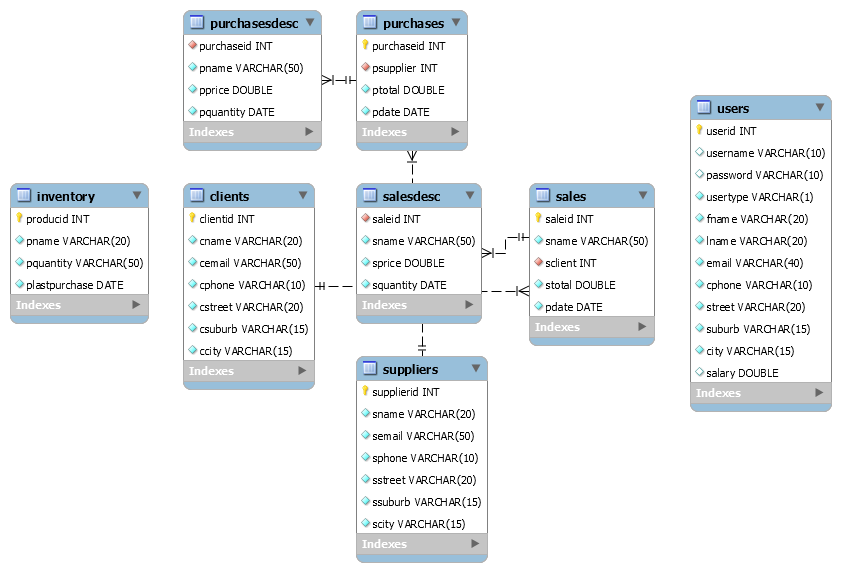 purchasesdesc
purchaseid INT
pname VARCHAR(50)
pprice DOUBLE
pquantity DATE
Indexes
purchases
purchaseid INT
psupplier INT
ptotal DOUBLE
pdate DATE
Indexes
users
userid INT
username VARCHAR(10)
password VARCHAR(10)
usertype VARCHAR(1)
fname VARCHAR(20)
lname VARCHAR(20)
email VARCHAR(40)
cphone VARCHAR(10)
street VARCHAR(20)
suburb VARCHAR(15)
city VARCHAR(15)
salary DOUBLE
Indexes
inventory
producid INT
pname VARCHAR(20)
pquantity VARCHAR(50)
plastpurchase DATE
Indexes
clients
clientid INT
cname VARCHAR(20)
cemail VARCHAR(50)
cphone VARCHAR(10)
cstreet VARCHAR(20)
csuburb VARCHAR(15)
ccity VARCHAR(15)
Indexes
salesdesc
saleid INT
sname VARCHAR(50)
sprice DOUBLE
squantity DATE
Indexes
sales
saleid INT
sname VARCHAR(50)
sclient INT
stotal DOUBLE
pdate DATE
Indexes
suppliers
supplierid INT
sname VARCHAR(20)
semail VARCHAR(50)
sphone VARCHAR(10)
sstreet VARCHAR(20)
ssuburb VARCHAR(15)
scity VARCHAR(15)
Indexes